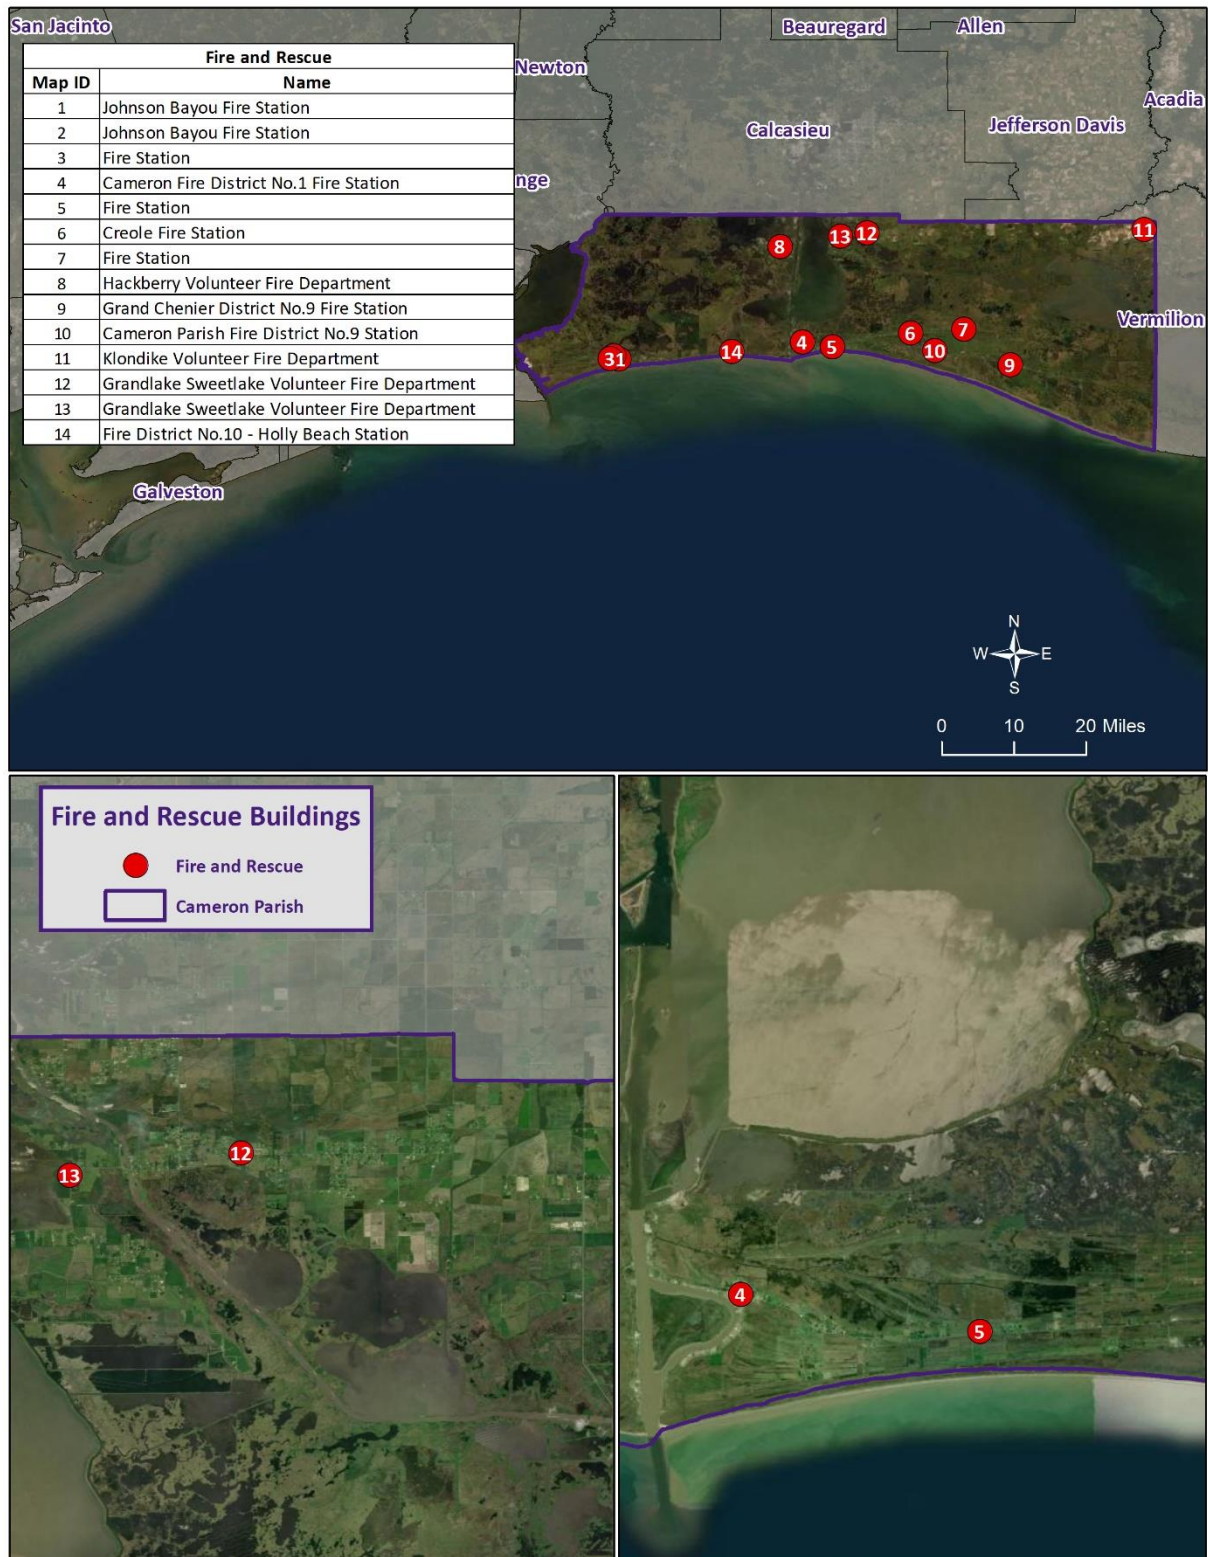 San Jacinto
Beauregard
Allen
Newton
Acadia
Calcasieu
Jefferson Davis
nge
Vermilion
Galveston
Fire and Rescue
Map ID Name
1 Johnson Bayou Fire Station
2 Johnson Bayou Fire Station
3 Fire Station
4 Cameron Fire District No.1 Fire Station
5 Fire Station
6 Creole Fire Station
7 Fire Station
8 Hackberry Volunteer Fire Department
9 Grand Chenier District No.9 Fire Station
10 Cameron Parish Fire District No.9 Station
11 Klondike Volunteer Fire Department
12 Grandlake Sweetlake Volunteer Fire Department
13 Grandlake Sweetlake Volunteer Fire Department
14 Fire District No.10 - Holly Beach Station
11
13 12
8
7
6
4
5
10
14
31
9
N
W E
S
0 10 20 Miles
Fire and Rescue Buildings
Fire and Rescue
Cameron Parish
12
13
4
5